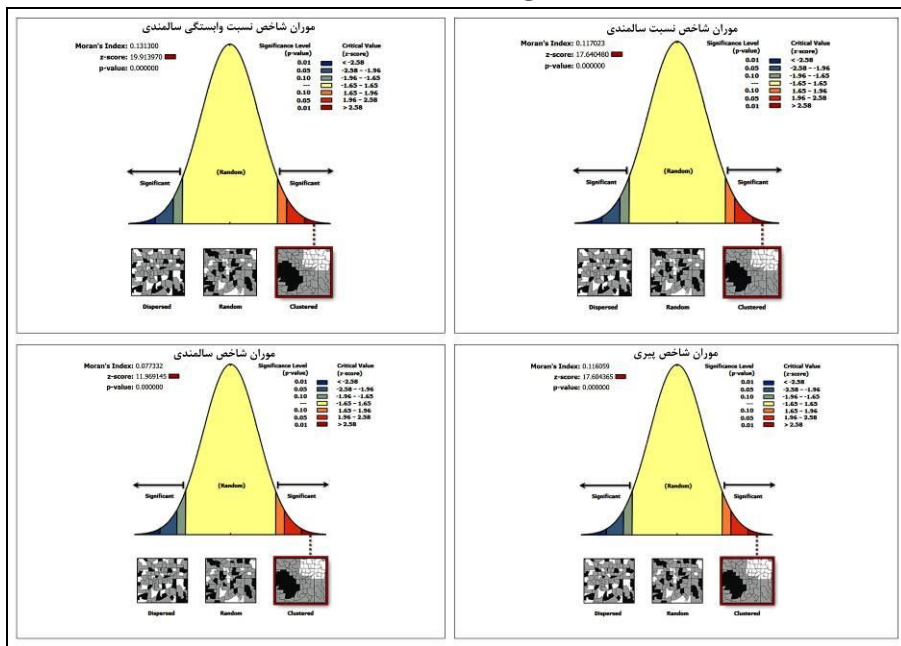 موران شاخص نسبت وابستگی سالمندی
Moran's Index: 0.131300
z-score: 19.913970
p-value: 0.000000
Significance Level (p-value)
Critical Value (z-score)
0.01 < -2.58
0.05 -2.58 – -1.96
0.10 -1.96 – -1.65
--- -1.65 – 1.65
0.10 1.65 – 1.96
0.05 1.96 – 2.58
0.01 > 2.58
(Random)
Significant
Significant
Dispersed
Random
Clustered
موران شاخص نسبت سالمندی
Moran's Index: 0.117023
z-score: 17.640480
p-value: 0.000000
Significance Level (p-value)
Critical Value (z-score)
0.01 < -2.58
0.05 -2.58 – -1.96
0.10 -1.96 – -1.65
--- -1.65 – 1.65
0.10 1.65 – 1.96
0.05 1.96 – 2.58
0.01 > 2.58
(Random)
Significant
Significant
Dispersed
Random
Clustered
موران شاخص سالمندی
Moran's Index: 0.077332
z-score: 11.969145
p-value: 0.000000
Significance Level (p-value)
Critical Value (z-score)
0.01 < -2.58
0.05 -2.58 – -1.96
0.10 -1.96 – -1.65
--- -1.65 – 1.65
0.10 1.65 – 1.96
0.05 1.96 – 2.58
0.01 > 2.58
(Random)
Significant
Significant
Dispersed
Random
Clustered
موران شاخص پیری
Moran's Index: 0.116059
z-score: 17.604365
p-value: 0.000000
Significance Level (p-value)
Critical Value (z-score)
0.01 < -2.58
0.05 -2.58 – -1.96
0.10 -1.96 – -1.65
--- -1.65 – 1.65
0.10 1.65 – 1.96
0.05 1.96 – 2.58
0.01 > 2.58
(Random)
Significant
Significant
Dispersed
Random
Clustered